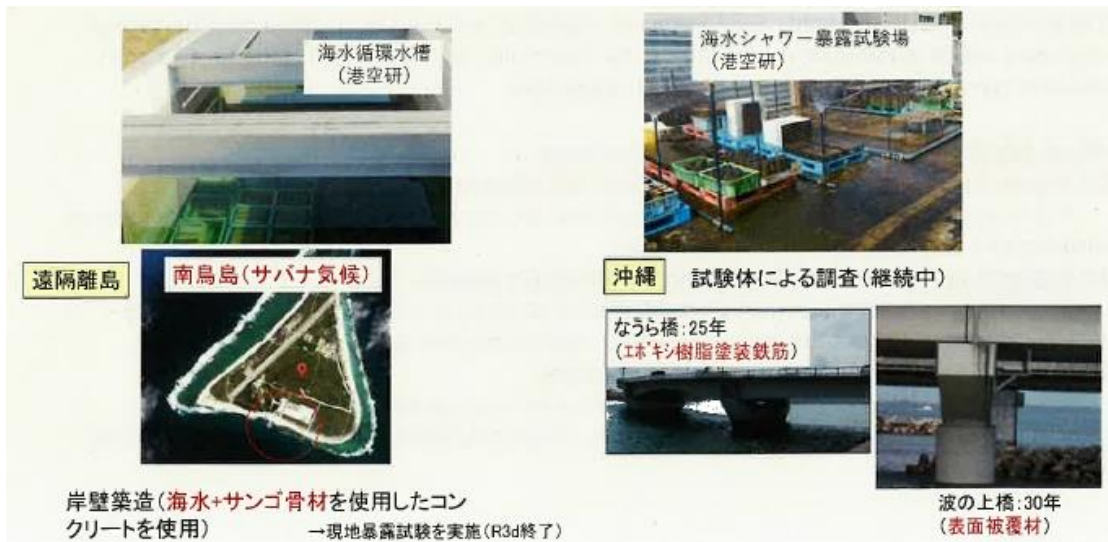 海水循環水槽
(港空研)
海水シャワー暴露試験場
(港空研)
遠隔離島
南鳥島(サバナ気候)
岸壁築造(海水+サンゴ骨材を使用したコン
クリートを使用)
→現地暴露試験を実施(R3d終了)
沖縄
試験体による調査(継続中)
なうら橋:25年
(エポキシ樹脂塗装鉄筋)
波の上橋:30年
(表面被覆材)